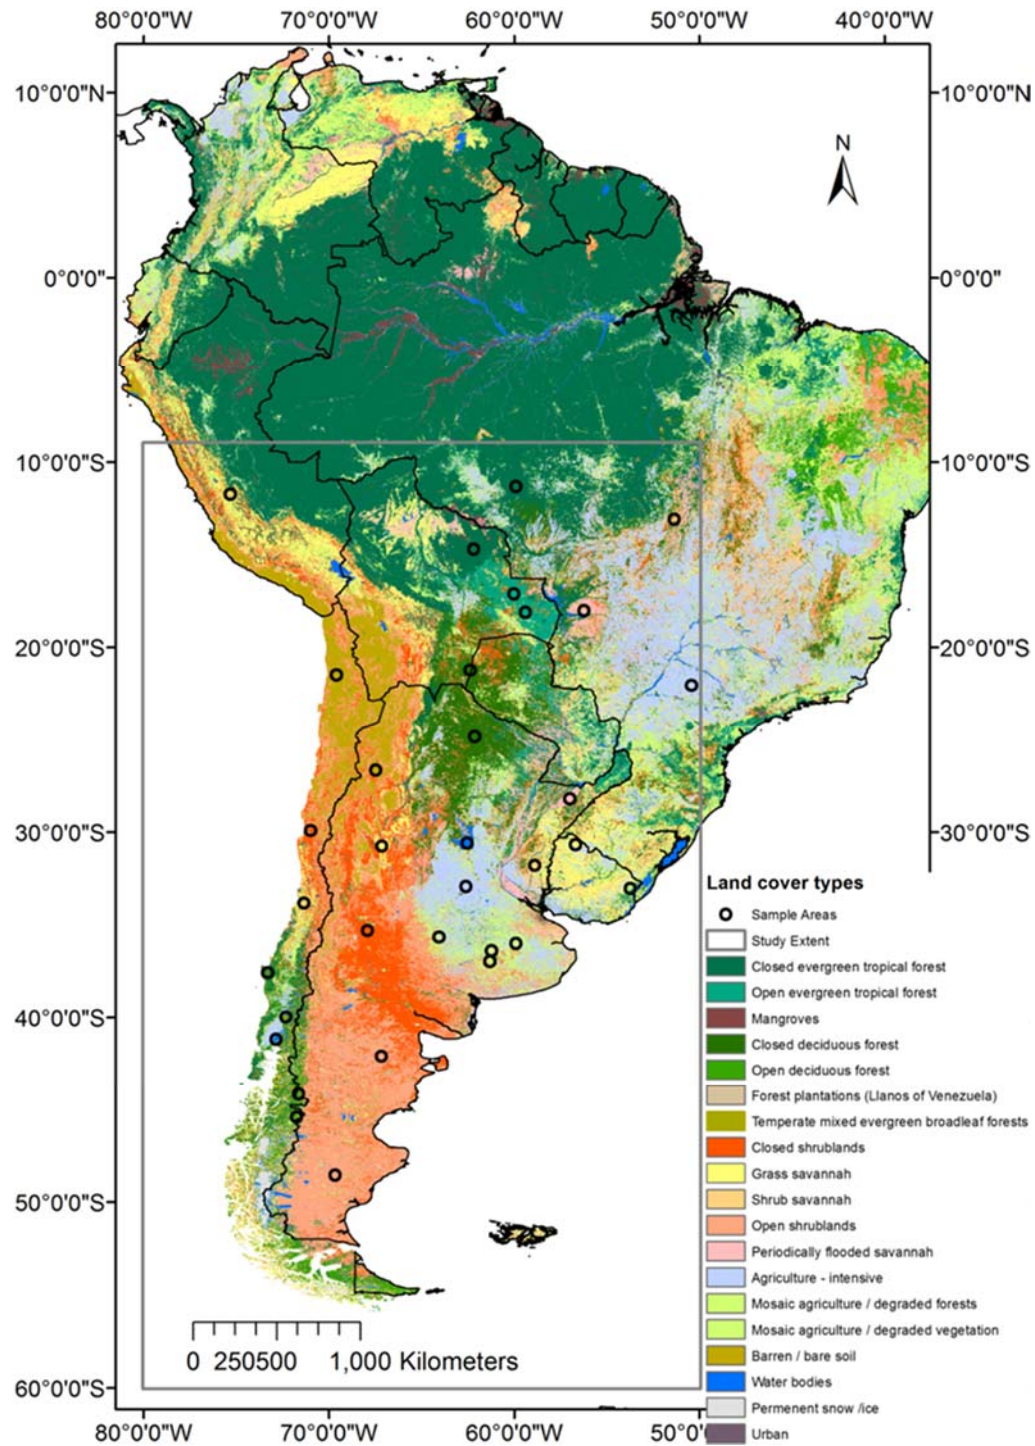 80°0'0"W 70°0'0"W 60°0'0"W 50°0'0"W 40°0'0"W
10°0'0"N 10°0'0"N
N
0°0'0" 0°0'0"
10°0'0"S 10°0'0"S
20°0'0"S 20°0'0"S
30°0'0"S 30°0'0"S
Land cover types
Sample Areas
Study Extent
Closed evergreen tropical forest
Open evergreen tropical forest
40°0'0"S
Mangroves
Closed deciduous forest
Open deciduous forest
Forest plantations (Llanos of Venezuela)
Temperate mixed evergreen broadleaf forests
Closed shrublands
Grass savannah
50°0'0"S
Shrub savannah
Open shrublands
Periodically flooded savannah
Agriculture - intensive
Mosaic agriculture / degraded forests
Mosaic agriculture / degraded vegetation
Barren / bare soil
0 250500 1,000 Kilometers
Water bodies
60°0'0"S
Permenent snow /ice
Urban
80°0'0"W 70°0'0"W 60°0'0"W 50°0